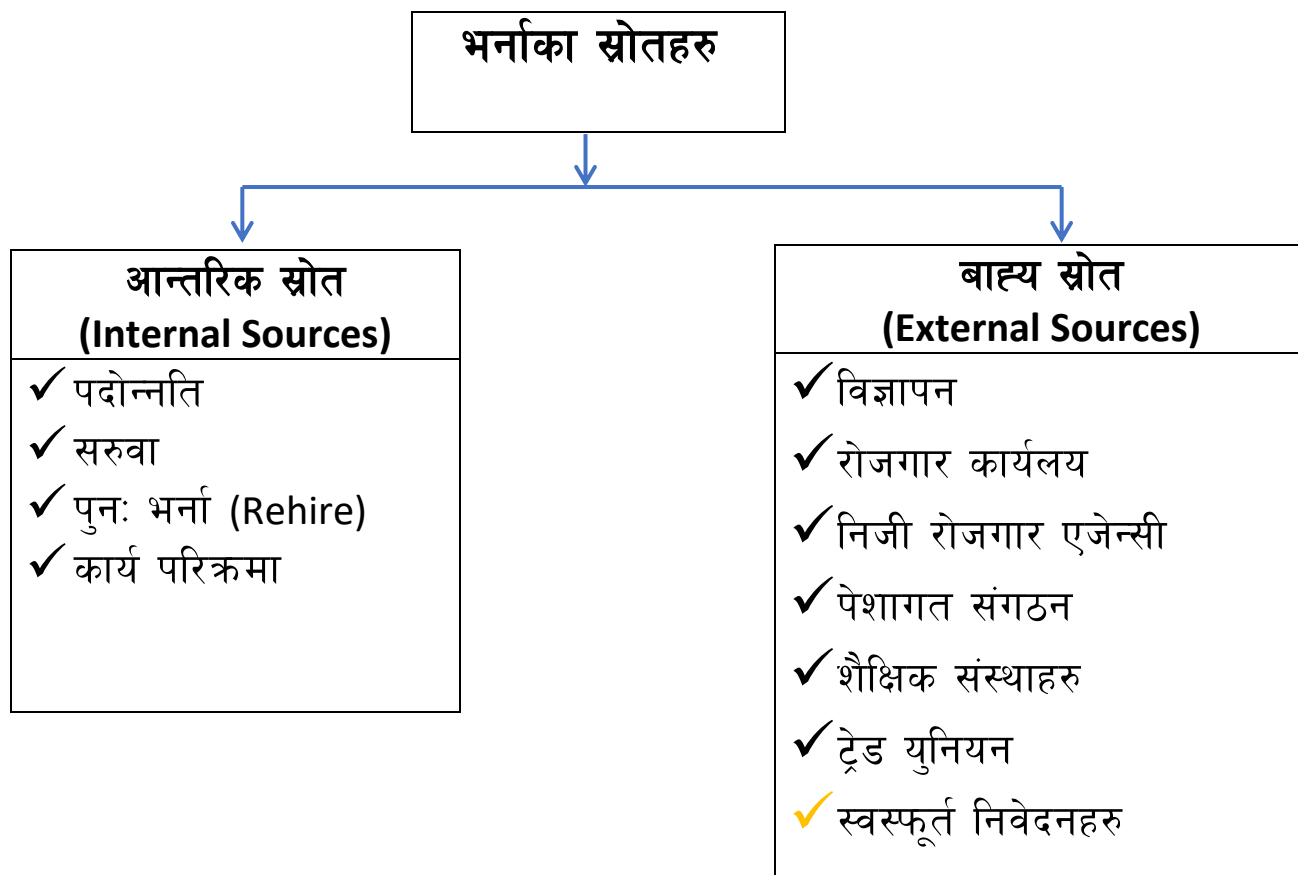 भर्नाका स्रोतहरु
आन्तरिक स्रोत
(Internal Sources)
पदोन्नति
सरुवा
पुनः भर्ना (Rehire)
कार्य परिक्रमा
बाह्य स्रोत
(External Sources)
विज्ञापन
रोजगार कार्यलय
निजी रोजगार एजेन्सी
पेशागत संगठन
शैक्षिक संस्थाहरु
ट्रेड युनियन
स्वस्फूर्त निवेदनहरु